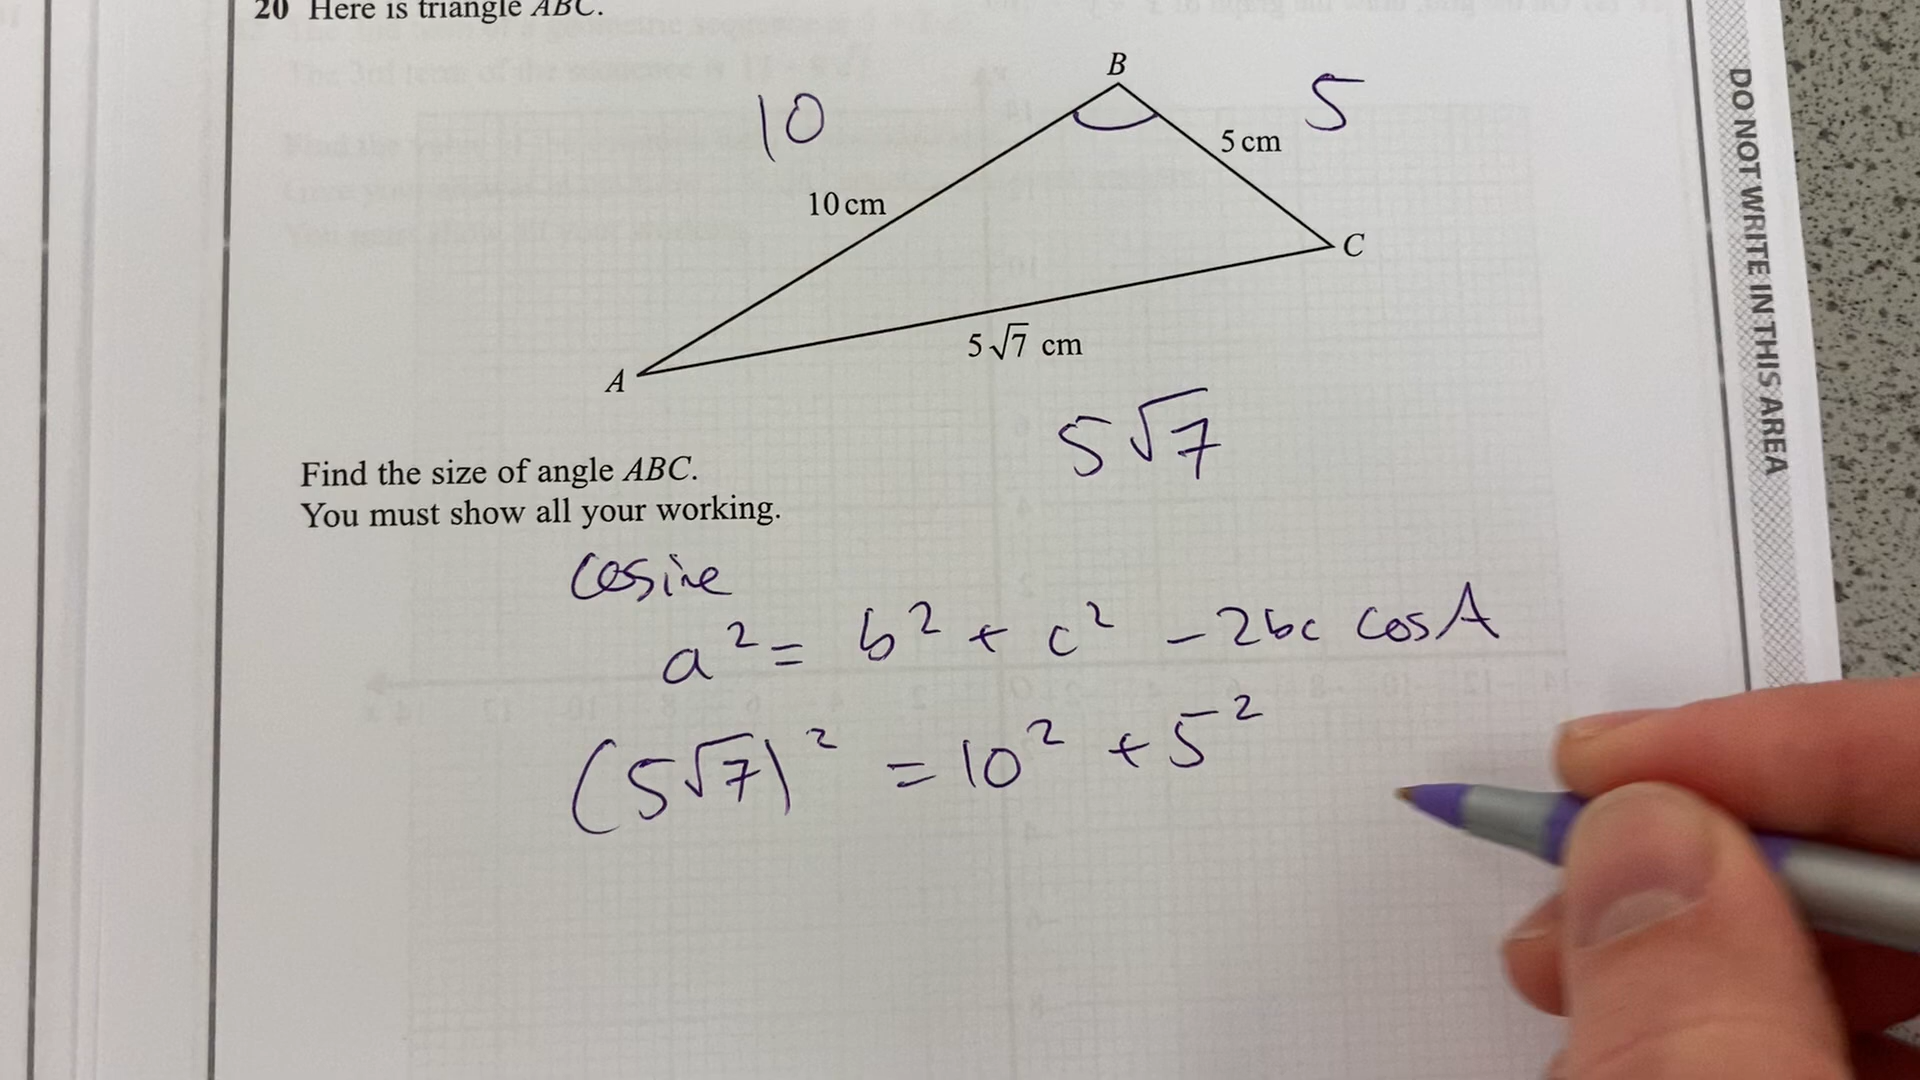 20 Here is triangle ABC.
B
10
5
5 cm
10 cm
C
5√7 cm
A
5√7
Find the size of angle ABC.
You must show all your working.
cosine
a² = b² + c² - 2bc cosA
(5√7)² = 10² + 5²
DO NOT WRITE IN THIS AREA